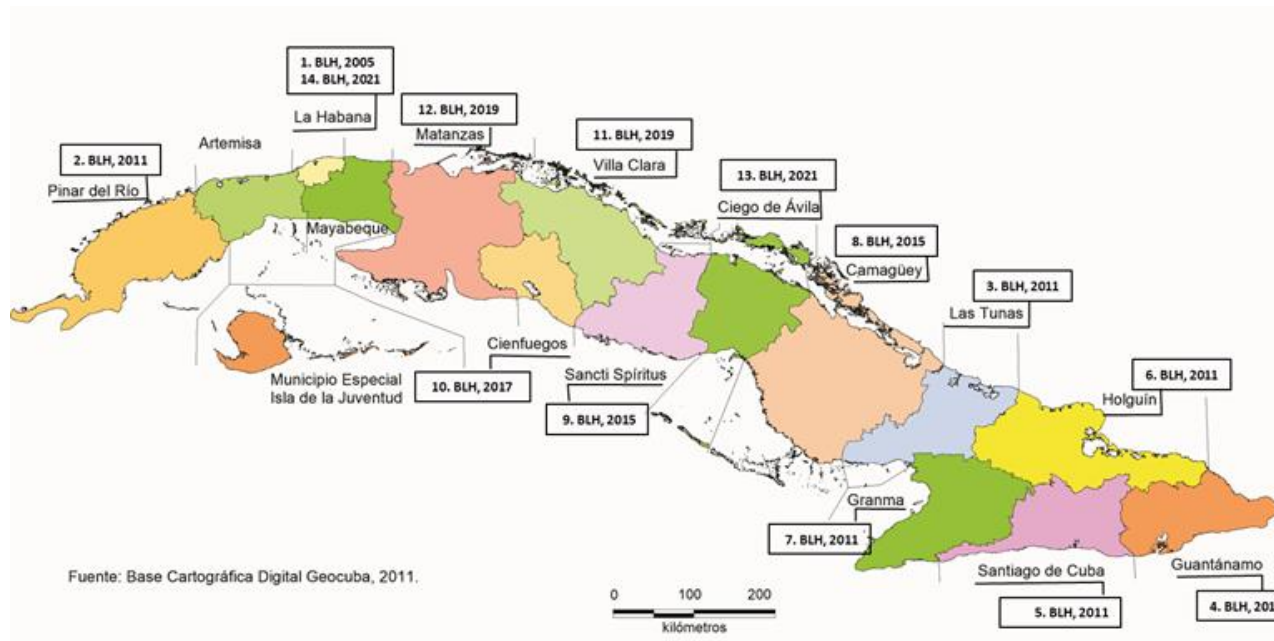 1. BLH, 2005
14. BLH, 2021
La Habana
12. BLH, 2019
Matanzas
11. BLH, 2019
Villa Clara
Artemisa
2. BLH, 2011
Pinar del Río
13. BLH, 2021
Ciego de Ávila
Mayabeque
8. BLH, 2015
Camagüey
3. BLH, 2011
Las Tunas
Cienfuegos
10. BLH, 2017
Municipio Especial
Isla de la Juventud
Sancti Spíritus
9. BLH, 2015
6. BLH, 2011
Holguín
Granma
7. BLH, 2011
Guantánamo
4. BLH, 201
Santiago de Cuba
5. BLH, 2011
Fuente: Base Cartográfica Digital Geocuba, 2011.
0 100 200
kilómetros